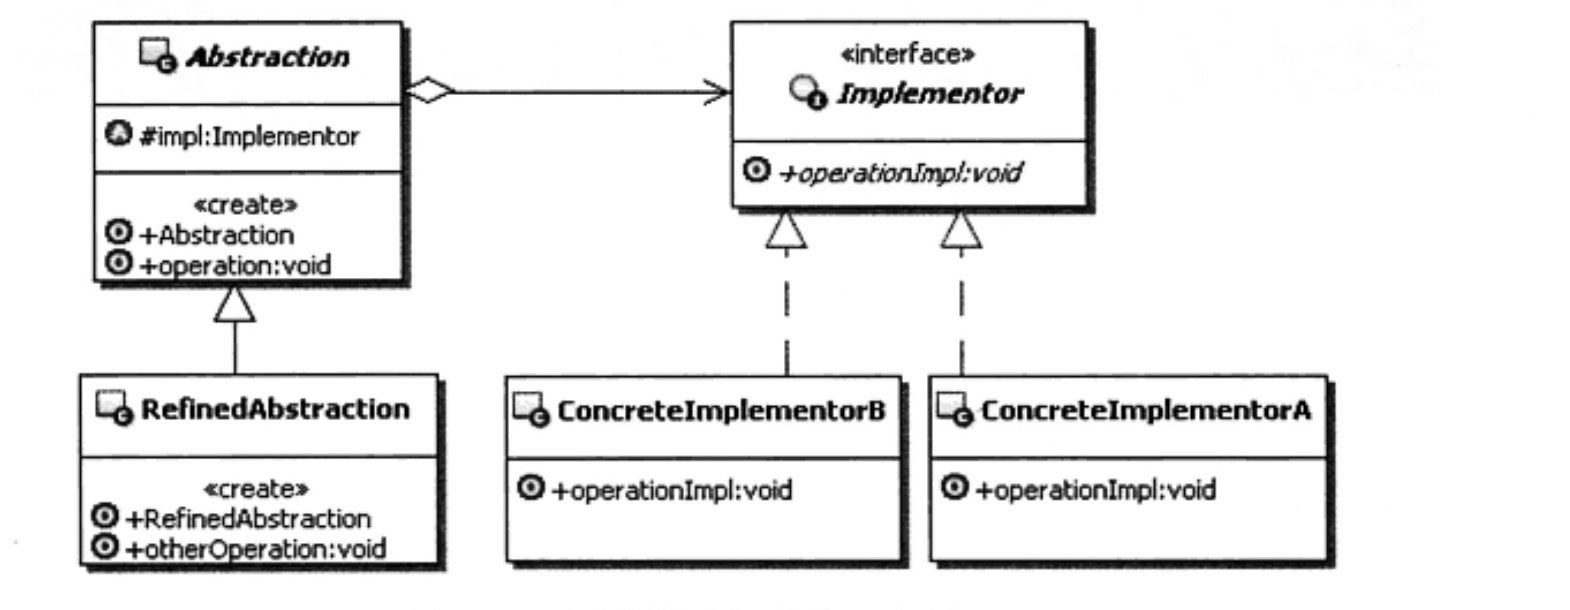 Abstraction
#impl:Implementor
«create»
+Abstraction
+operation:void
«interface»
Implementor
+operationImpl:void
RefinedAbstraction
«create»
+RefinedAbstraction
+otherOperation:void
ConcreteImplementorB
+operationImpl:void
ConcreteImplementorA
+operationImpl:void